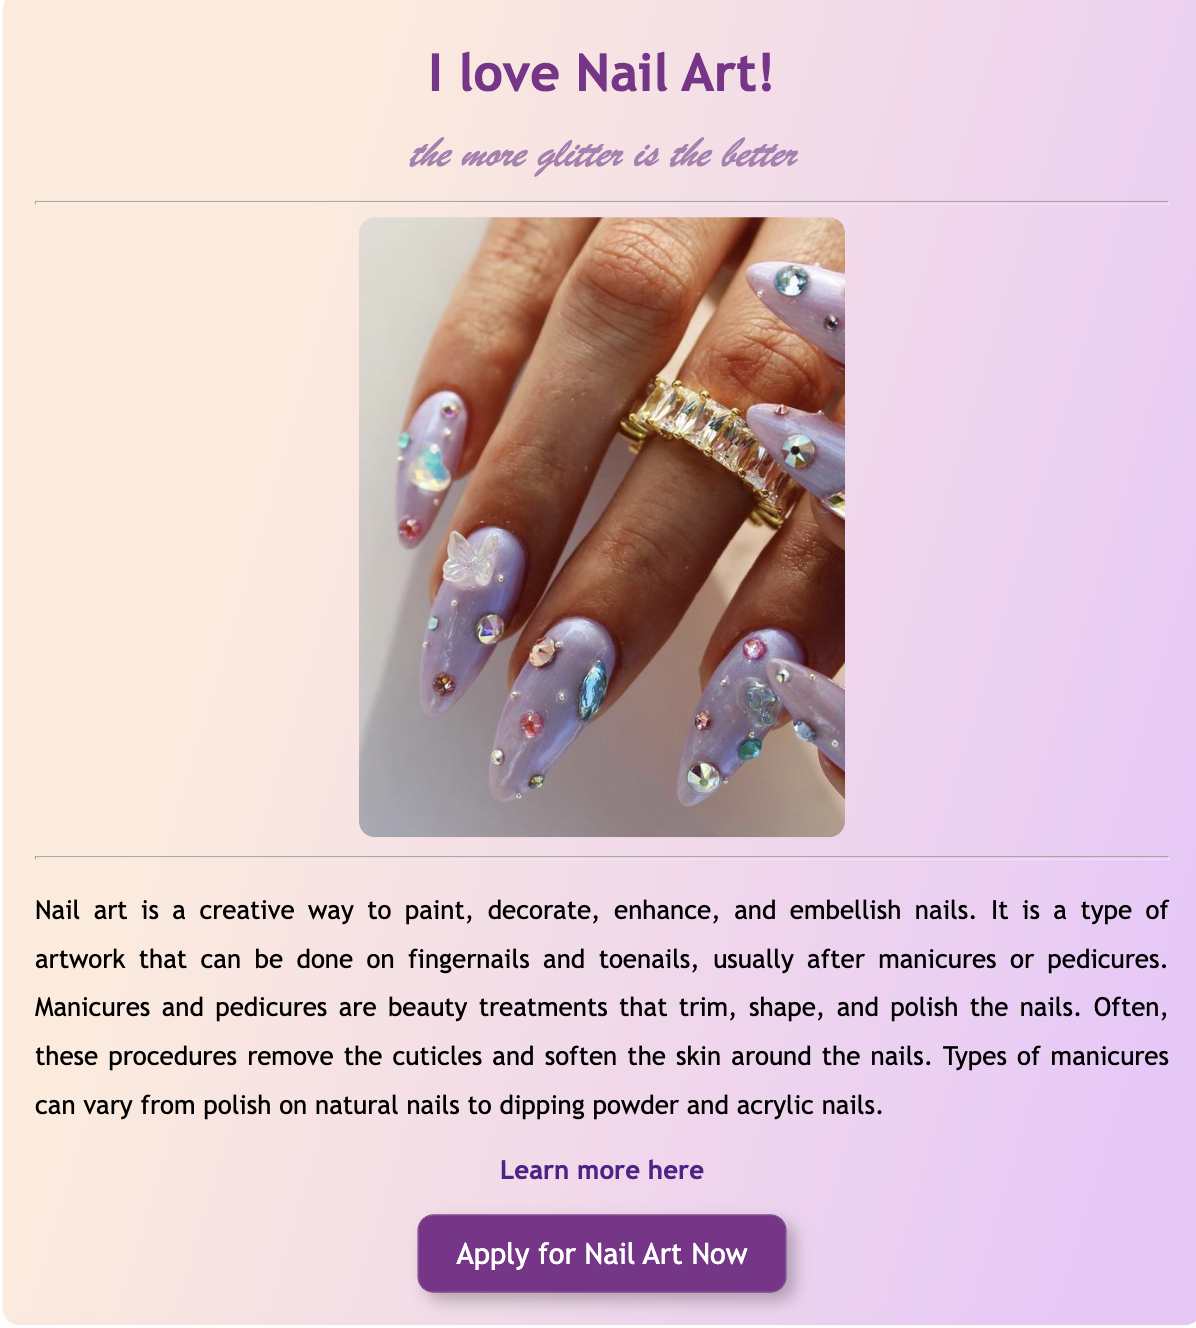 I love Nail Art!
the more glitter is the better
Nail art is a creative way to paint, decorate, enhance, and embellish nails. It is a type of
artwork that can be done on fingernails and toenails, usually after manicures or pedicures.
Manicures and pedicures are beauty treatments that trim, shape, and polish the nails. Often,
these procedures remove the cuticles and soften the skin around the nails. Types of manicures
can vary from polish on natural nails to dipping powder and acrylic nails.
Learn more here
Apply for Nail Art Now